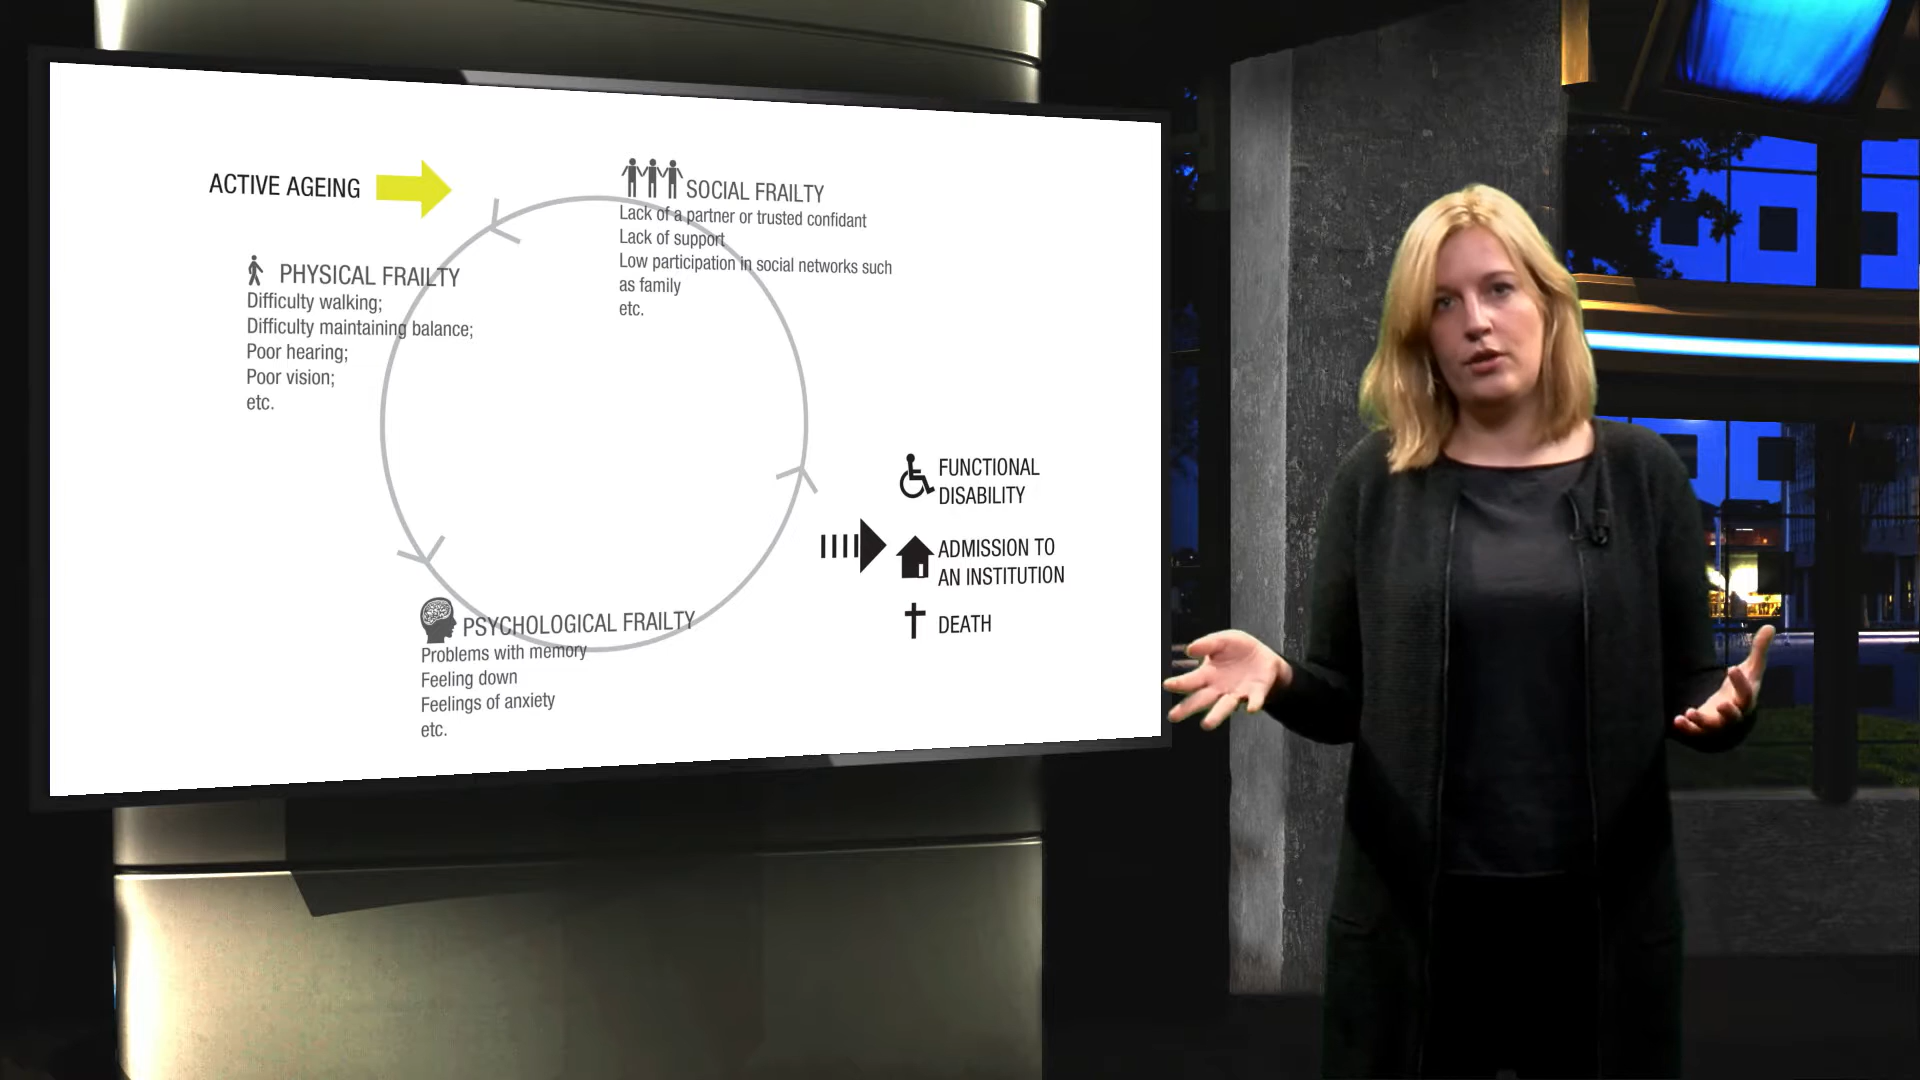 ACTIVE AGEING
SOCIAL FRAILTY
Lack of a partner or trusted confidant
Lack of support
Low participation in social networks such
as family
etc.
PHYSICAL FRAILTY
Difficulty walking;
Difficulty maintaining balance;
Poor hearing;
Poor vision;
etc.
FUNCTIONAL
DISABILITY
ADMISSION TO
AN INSTITUTION
DEATH
PSYCHOLOGICAL FRAILTY
Problems with memory
Feeling down
Feelings of anxiety
etc.